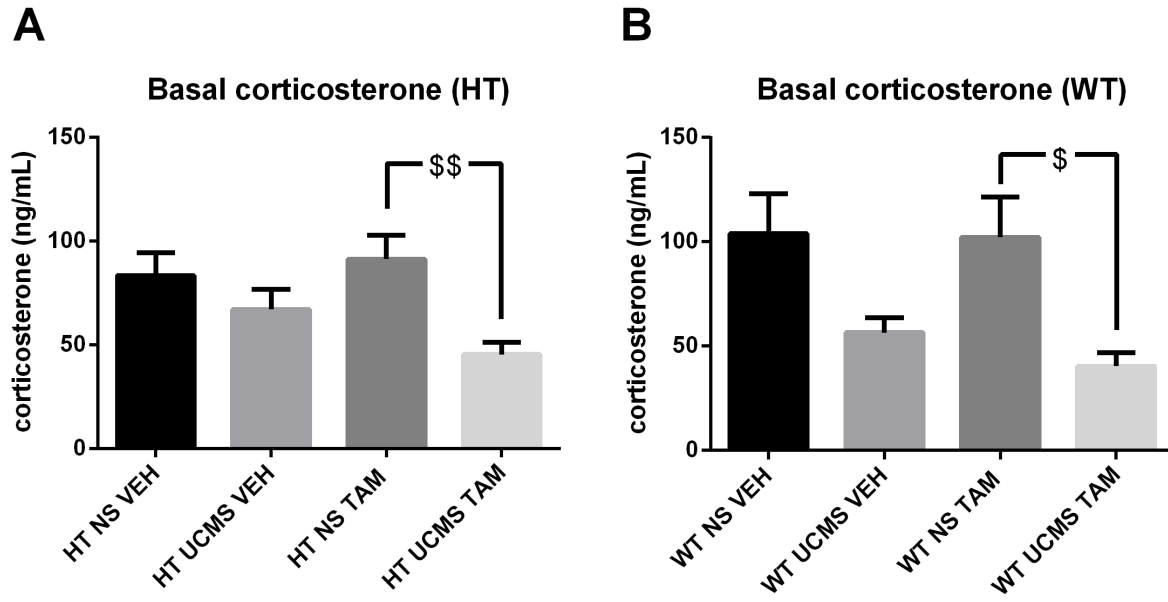 A
Basal corticosterone (HT)
corticosterone (ng/mL)
150
100
50
0
$$
HT NS VEH
HT UCMS VEH
HT NS TAM
HT UCMS TAM
B
Basal corticosterone (WT)
corticosterone (ng/mL)
150
100
50
0
$
WT NS VEH
WT UCMS VEH
WT NS TAM
WT UCMS TAM